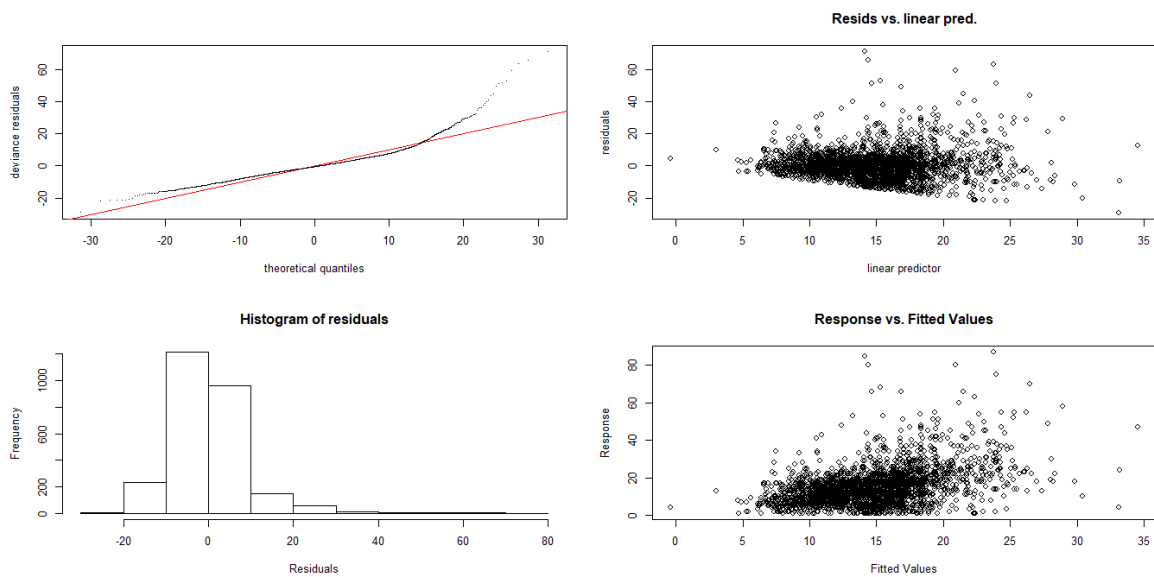 deviance residuals
60
40
20
0
-20
-30 -20 -10 0 10 20 30
theoretical quantiles
Resids vs. linear pred.
residuals
60
40
20
0
-20
0 5 10 15 20 25 30 35
linear predictor
Histogram of residuals
Frequency
1000
600
200
0
-20 0 20 40 60 80
Residuals
Response vs. Fitted Values
Response
80
60
40
20
0
0 5 10 15 20 25 30 35
Fitted Values